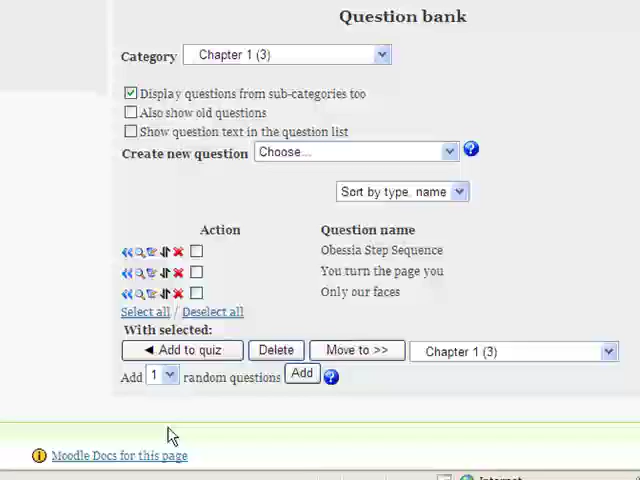 Question bank
Category Chapter 1 (3)
Display questions from sub-categories too
Also show old questions
Show question text in the question list
Create new question Choose...
Sort by type, name
Action Question name
Obessia Step Sequence
You turn the page you
Only our faces
Select all / Deselect all
With selected:
◄ Add to quiz Delete Move to >> Chapter 1 (3)
Add 1 random questions Add
Moodle Docs for this page
Internet